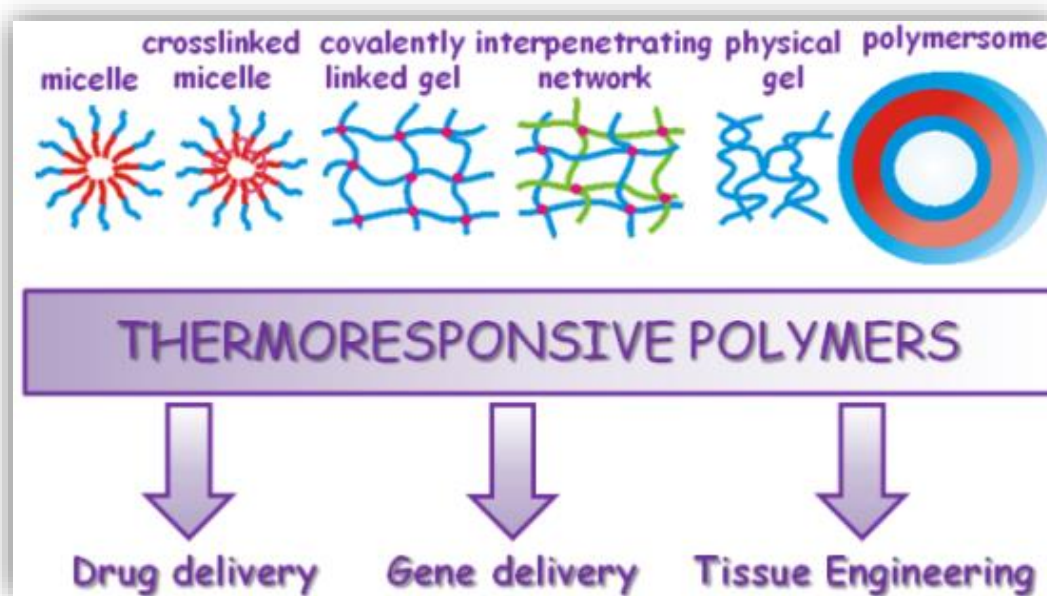 micelle
crosslinked
micelle
covalently
linked gel
interpenetrating
network
physical
gel
polymersome
THERMORESPONSIVE POLYMERS
Drug delivery
Gene delivery
Tissue Engineering